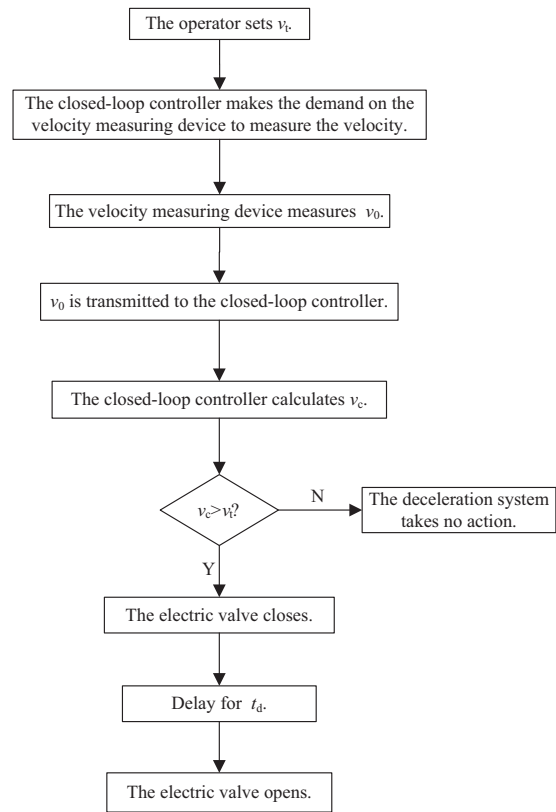 The operator sets vt.
The closed-loop controller makes the demand on the
velocity measuring device to measure the velocity.
The velocity measuring device measures v0.
v0 is transmitted to the closed-loop controller.
The closed-loop controller calculates vc.
vc>vt?
N
The deceleration system
takes no action.
Y
The electric valve closes.
Delay for td.
The electric valve opens.